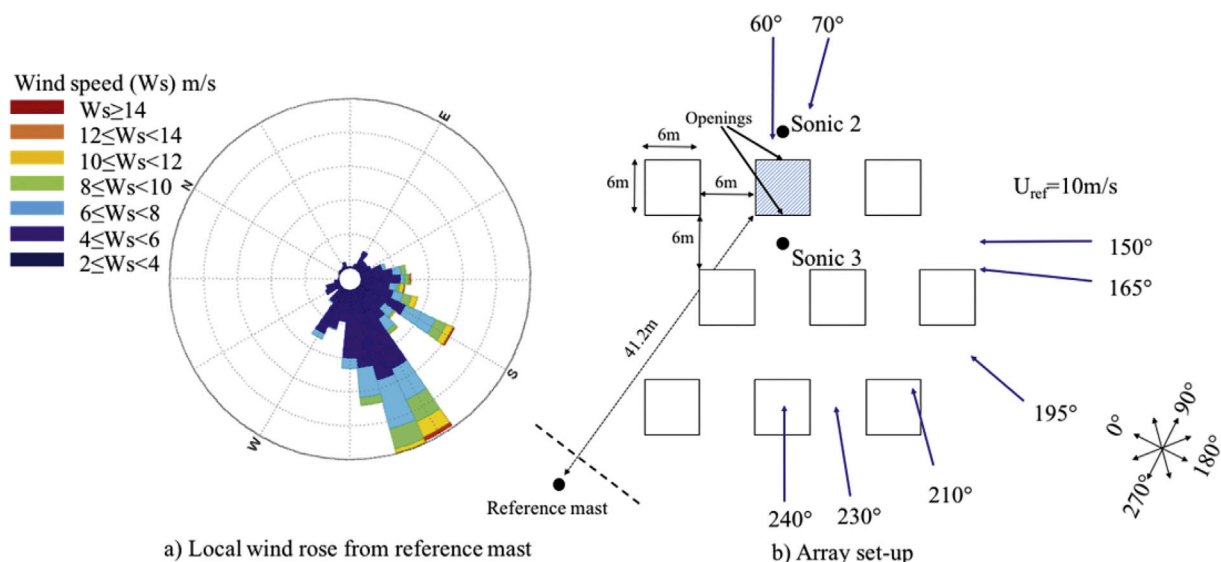 Wind speed (Ws) m/s
Ws≥14
12≤Ws<14
10≤Ws<12
8≤Ws<10
6≤Ws<8
4≤Ws<6
2≤Ws<4
N
E
S
W
a) Local wind rose from reference mast
60°
70°
Openings
Sonic 2
6m
6m
6m
6m
Uref=10m/s
Sonic 3
150°
165°
41.2m
195°
Reference mast
210°
240°
230°
0°
90°
180°
270°
b) Array set-up